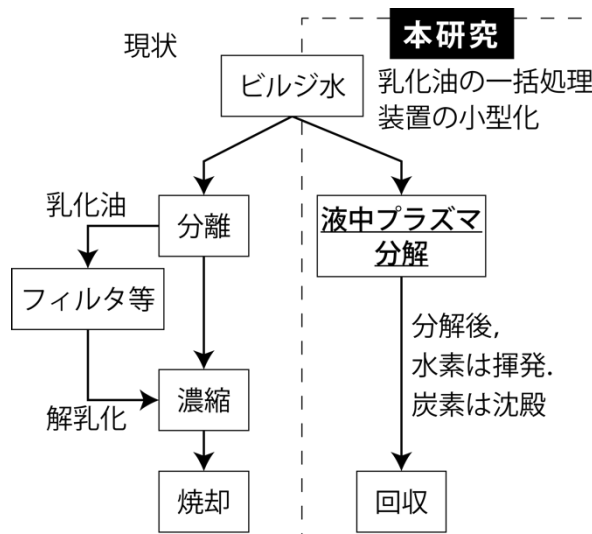 現状
本研究
ビルジ水
乳化油の一括処理
装置の小型化
乳化油
分離
液中プラズマ
分解
フィルタ等
分解後,
水素は揮発.
炭素は沈殿
解乳化
濃縮
焼却
回収